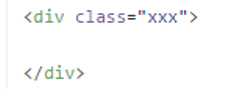 <div class="xxx">
</div>